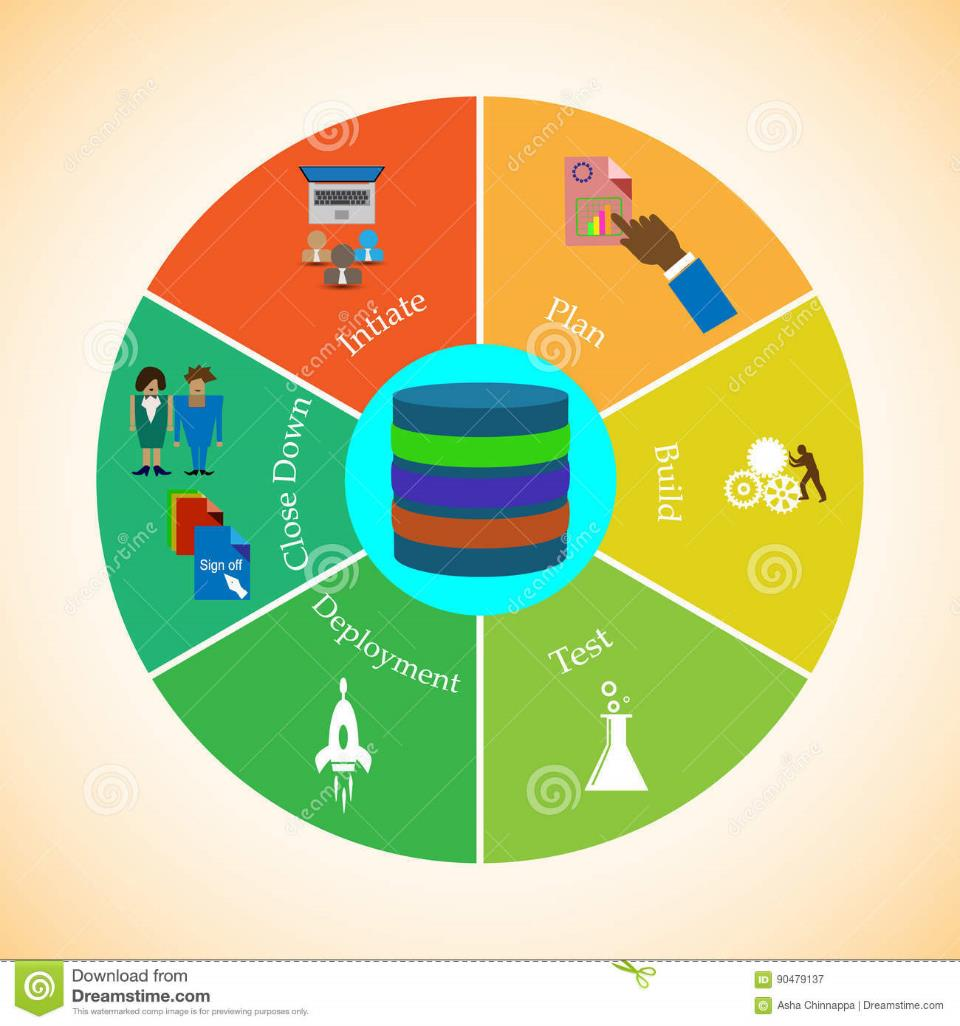 Intiate
Plan
Build
Test
Deployment
Close Down
Sign off
dreamstime
Download from
Dreamstime.com
This watermarked comp image is for previewing purposes only.
ID 90479137
© Asha Chinnappa | Dreamstime.com